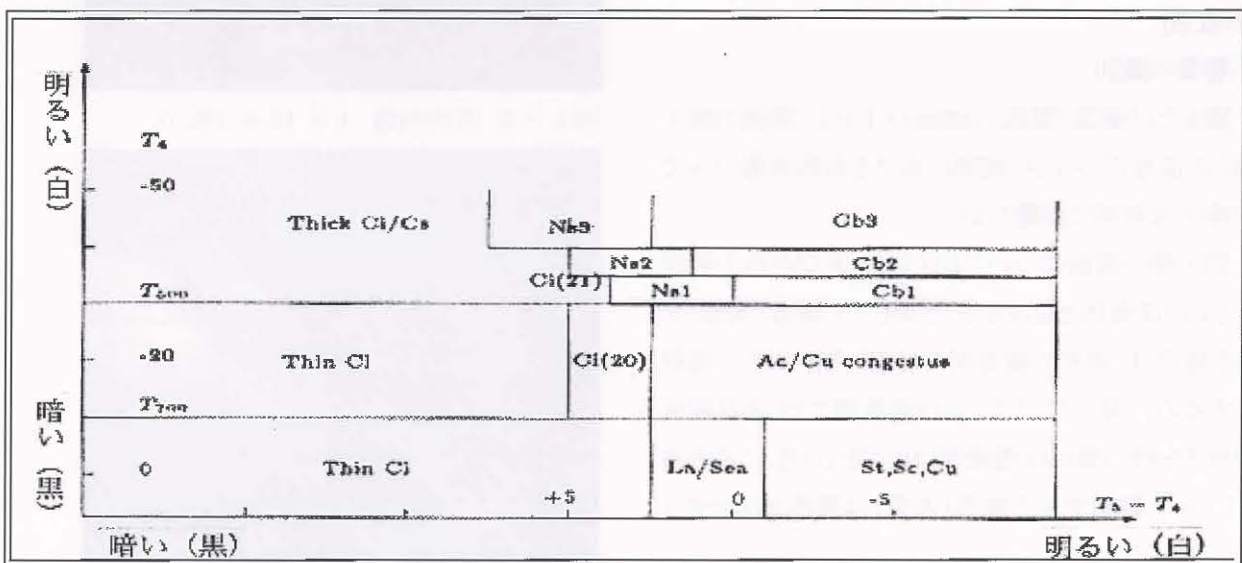 明るい（白）
T₄
-50
Thick Ci/Cs
Ns3
Cb3
Ns2
Cb2
Ci(21)
T₅₀₀
Ns1
Cb1
-20
Thin Ci
Ci(20)
Ac/Cu congestus
T₇₀₀
暗い（黒）
0
Thin Ci
La/Sea
St,Sc,Cu
+5
0
-5
T₃ − T₄
暗い（黒）
明るい（白）